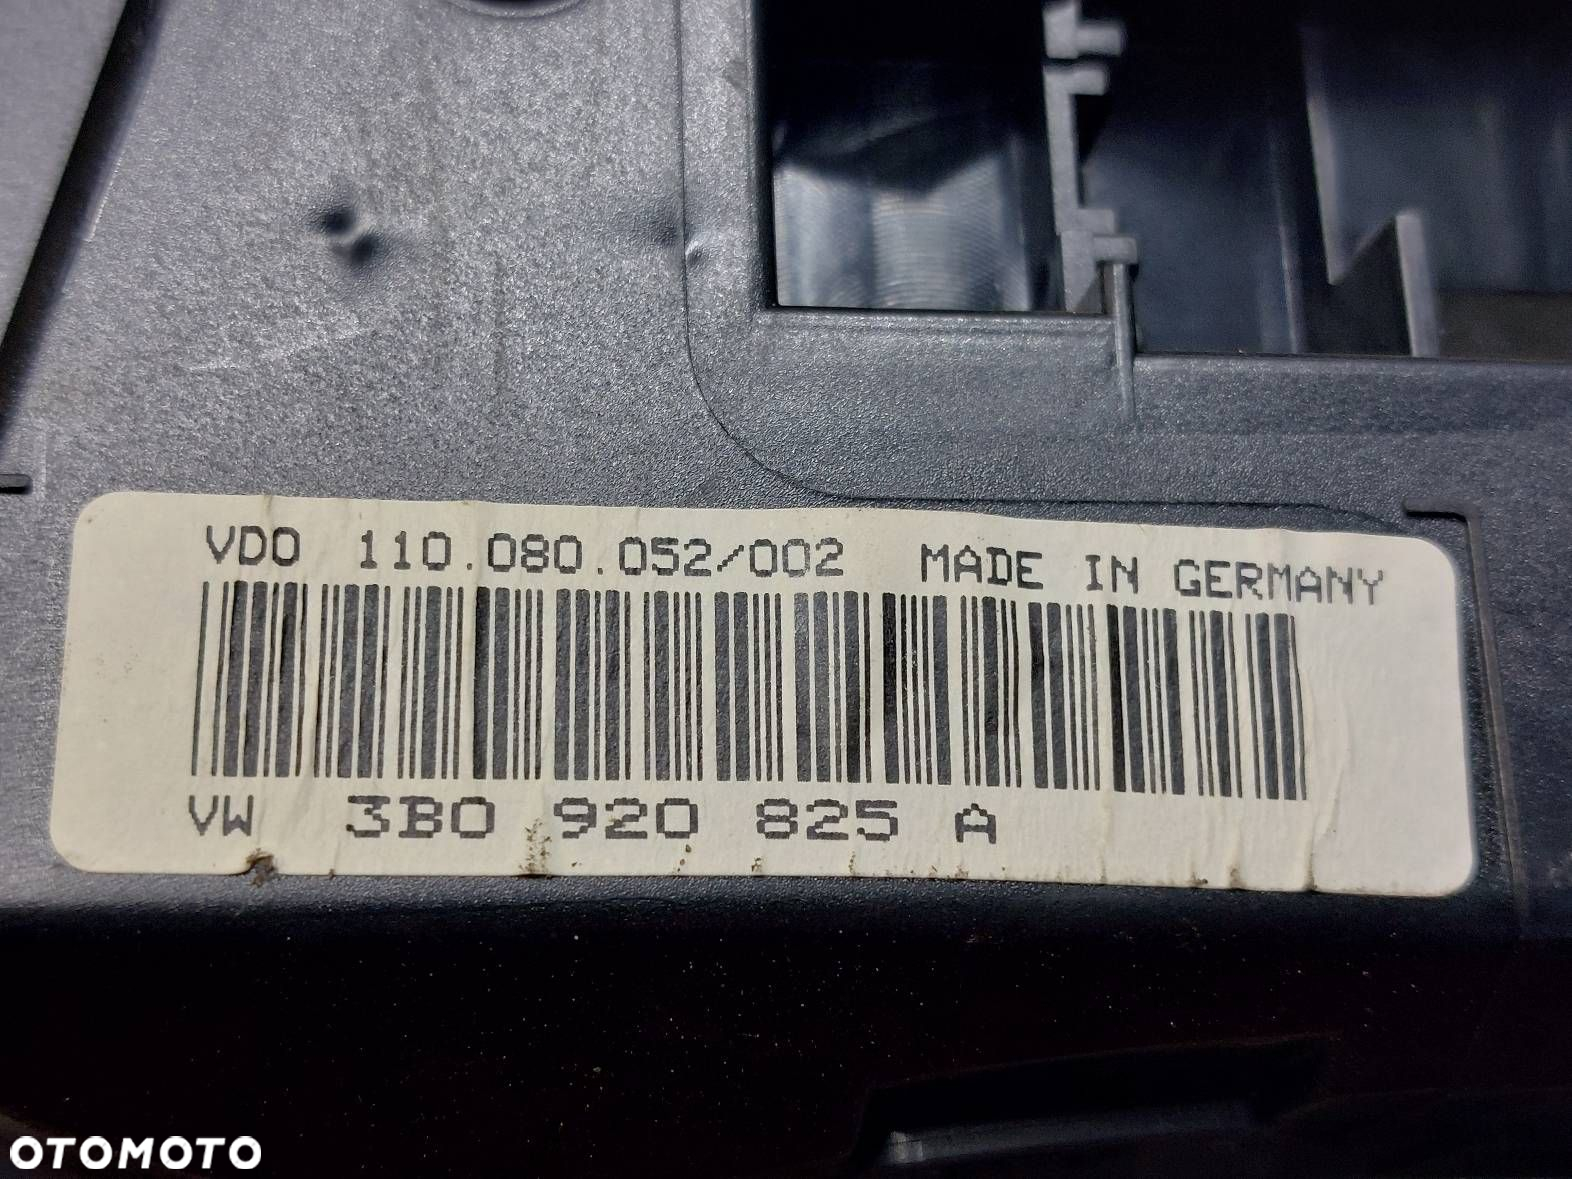 VDO 110.080.052/002 MADE IN GERMANY
VW 3B0 920 825 A
OTOMOTO